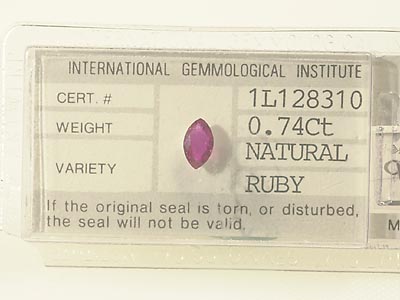 INTERNATIONAL GEMMOLOGICAL INSTITUTE
CERT. # 1L128310
WEIGHT 0.74Ct
VARIETY NATURAL
RUBY
If the original seal is torn, or disturbed,
the seal will not be valid.